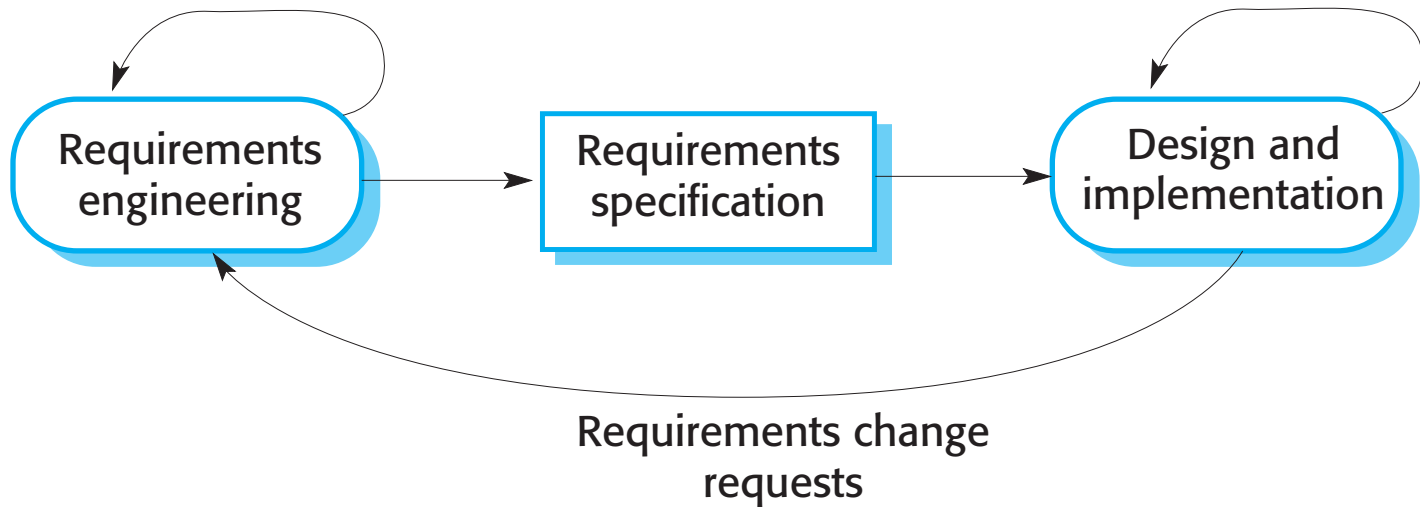 Requirements
engineering
Requirements
specification
Design and
implementation
Requirements change
requests